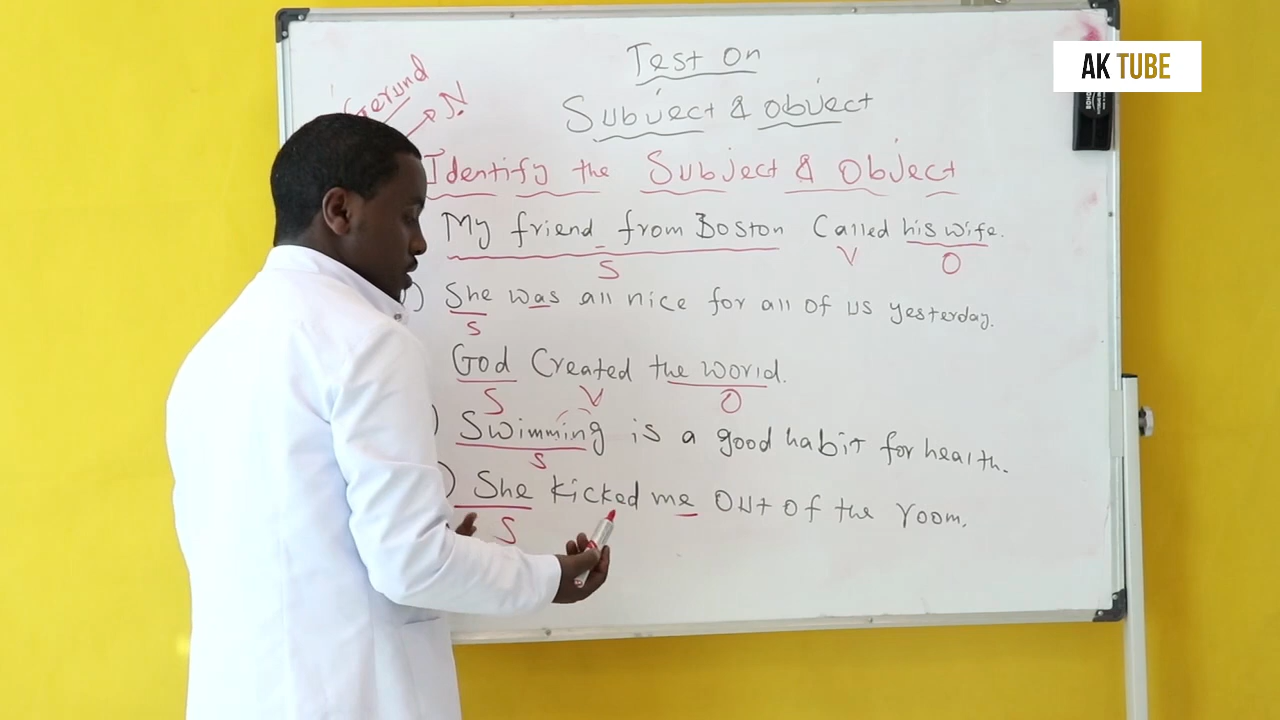 AK TUBE
Test on
Subject & object
Gerund
N
Identify the Subject & Object
My friend from Boston Called his wife.
S V O
) She was all nice for all of us yesterday.
S
God Created the world.
S V O
) Swimming is a good habit for health.
S
) She kicked me out of the room.
S